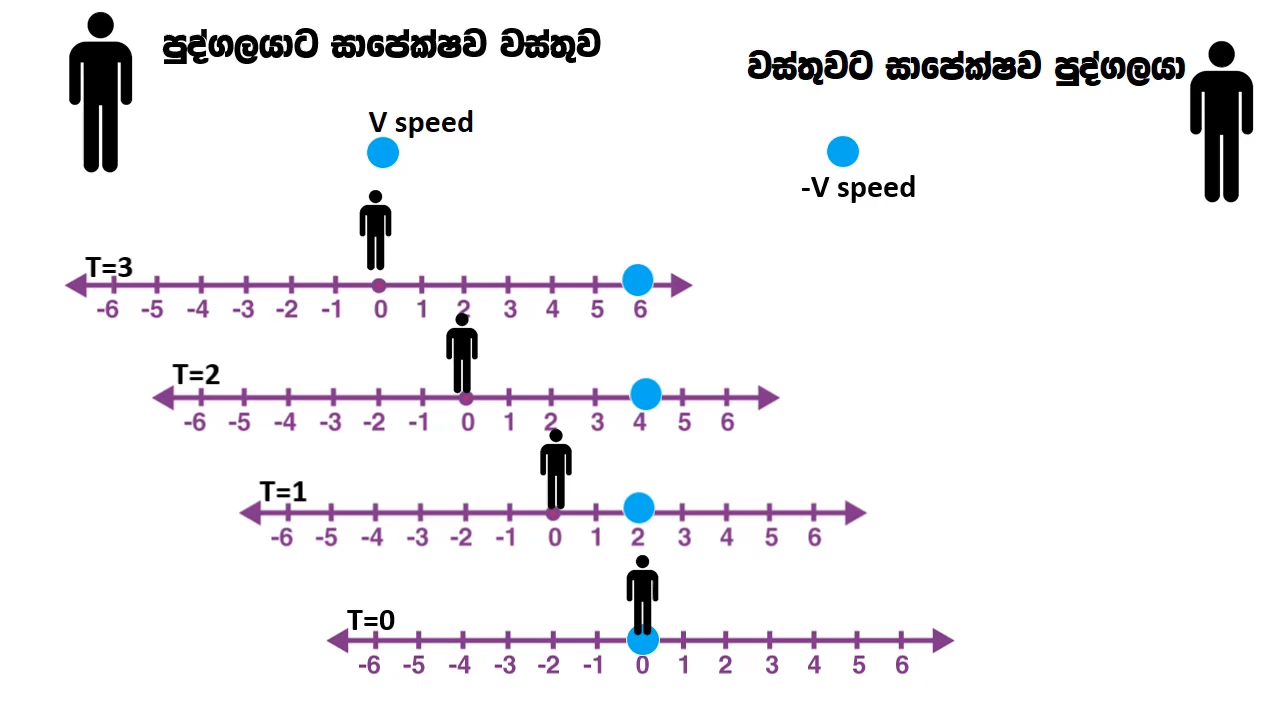 පුද්ගලයාට සාපේක්ෂව වස්තුව
වස්තුවට සාපේක්ෂව පුද්ගලයා
V speed
-V speed
T=3
-6 -5 -4 -3 -2 -1 0 1 2 3 4 5 6
T=2
-6 -5 -4 -3 -2 -1 0 1 2 3 4 5 6
T=1
-6 -5 -4 -3 -2 -1 0 1 2 3 4 5 6
T=0
-6 -5 -4 -3 -2 -1 0 1 2 3 4 5 6